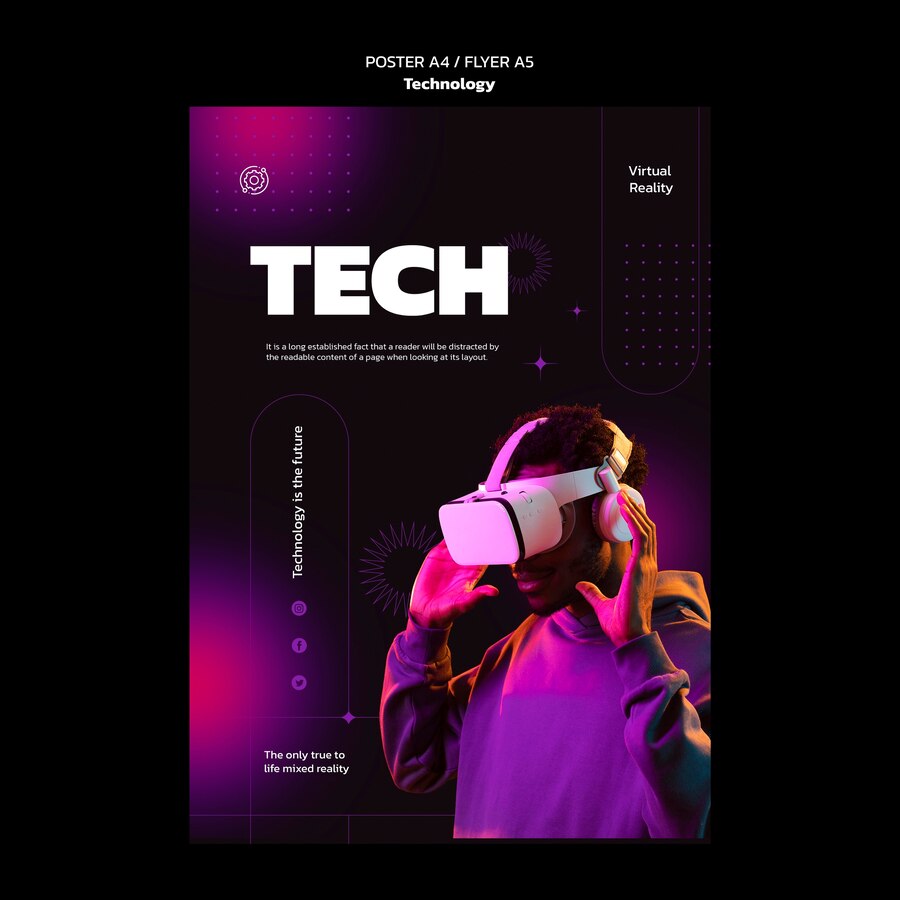 POSTER A4 / FLYER A5
Technology
Virtual
Reality
TECH
It is a long established fact that a reader will be distracted by
the readable content of a page when looking at its layout.
Technology is the future
The only true to
life mixed reality